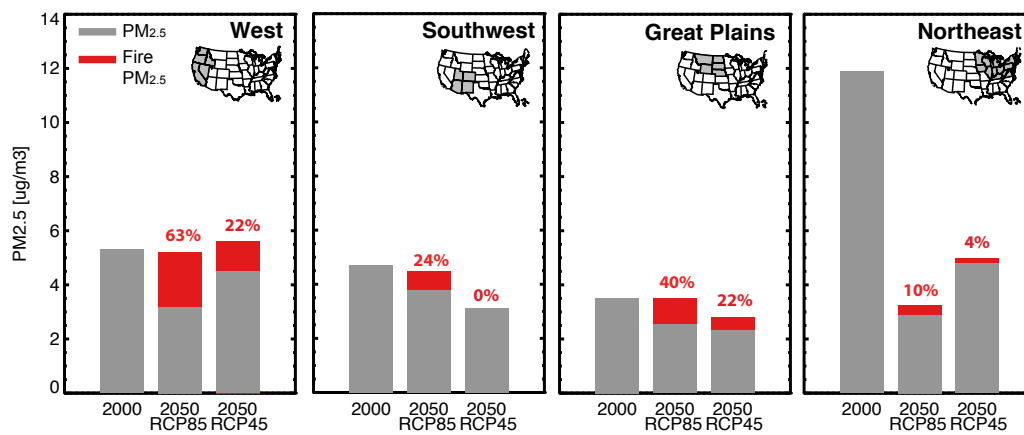 14
12
10
8
6
4
2
0
PM2.5 [ug/m3]
PM2.5
Fire
PM2.5
West
63%
22%
2000
2050
RCP85
2050
RCP45
Southwest
24%
0%
2000
2050
RCP85
2050
RCP45
Great Plains
40%
22%
2000
2050
RCP85
2050
RCP45
Northeast
10%
4%
2000
2050
RCP85
2050
RCP45